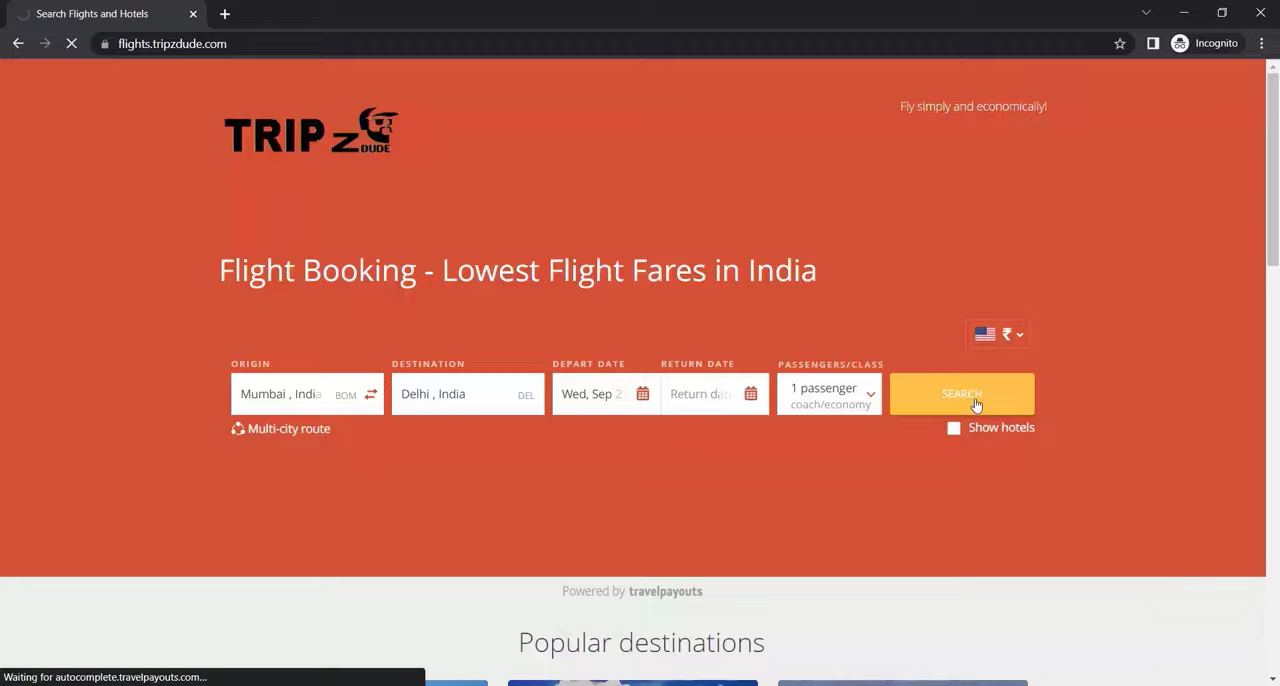 Search Flights and Hotels
flights.tripzdude.com
Incognito
TRIP Z DUDE
Fly simply and economically!
Flight Booking - Lowest Flight Fares in India
₹
ORIGIN DESTINATION DEPART DATE RETURN DATE PASSENGERS/CLASS
Mumbai , India BOM Delhi , India DEL Wed, Sep 2 Return date 1 passenger coach/economy SEARCH
Multi-city route
Show hotels
Powered by travelpayouts
Popular destinations
Waiting for autocomplete.travelpayouts.com...